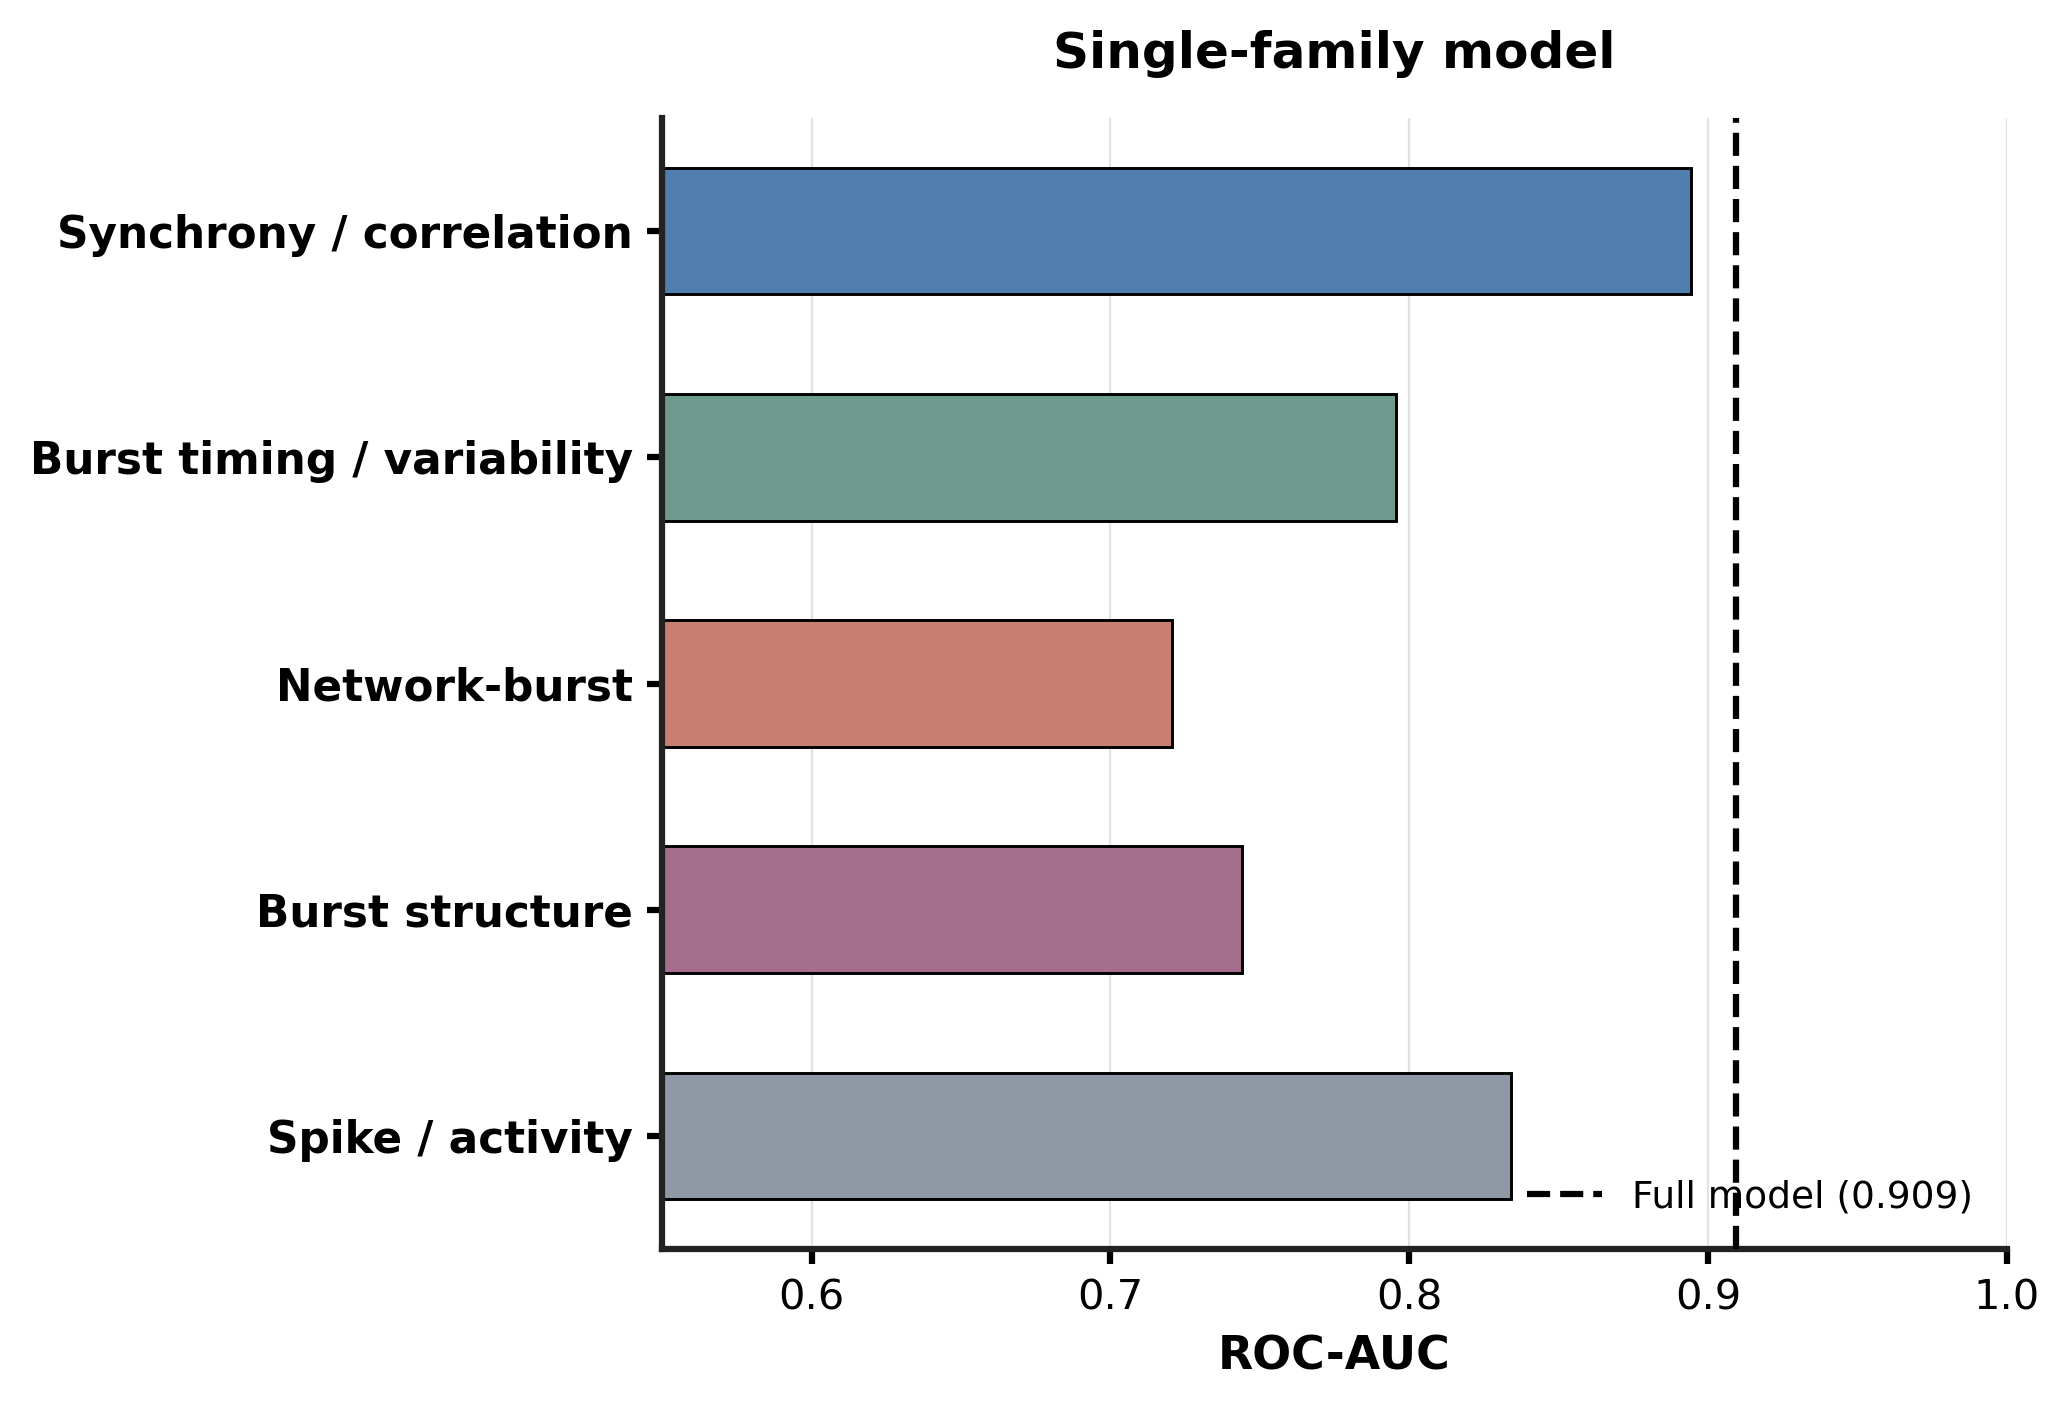 Single-family model
Synchrony / correlation
Burst timing / variability
Network-burst
Burst structure
Spike / activity
Full model (0.909)
0.6 0.7 0.8 0.9 1.0
ROC-AUC